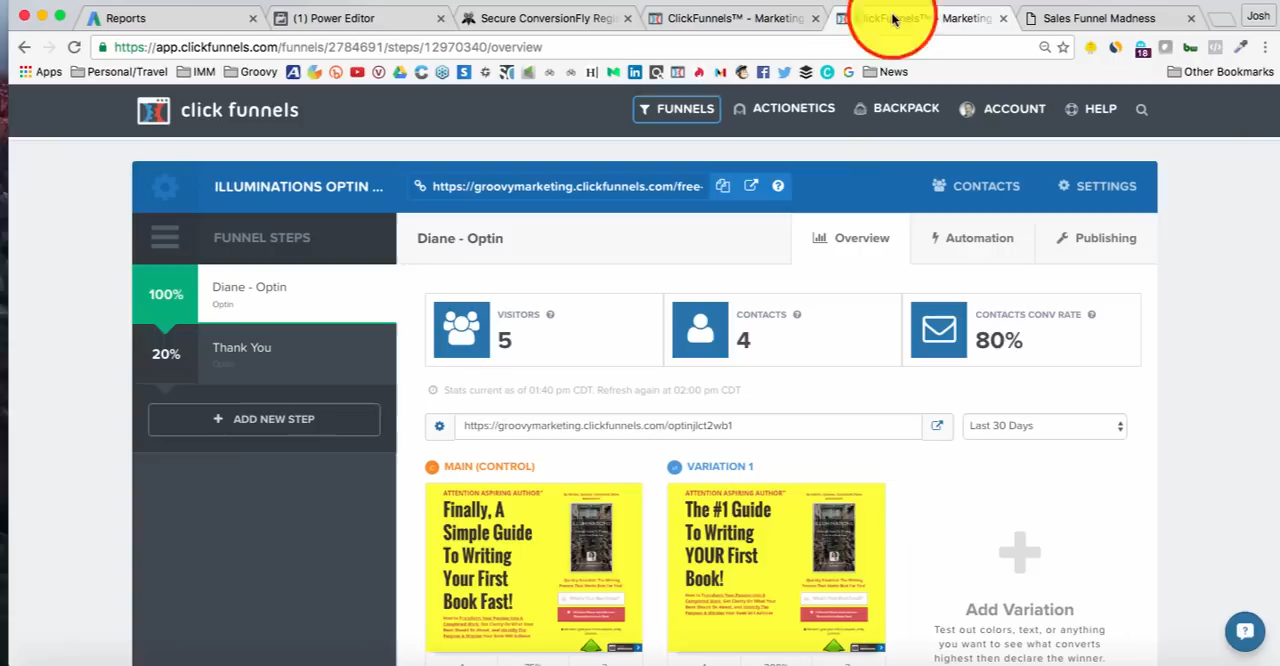 Reports
(1) Power Editor
Secure ConversionFly Regi
ClickFunnels™ - Marketing
ClickFunnels™ - Marketing
Sales Funnel Madness
Josh
https://app.clickfunnels.com/funnels/2784691/steps/12970340/overview
18
Apps
Personal/Travel
IMM
Groovy
News
Other Bookmarks
click funnels
FUNNELS
ACTIONETICS
BACKPACK
ACCOUNT
HELP
ILLUMINATIONS OPTIN ...
https://groovymarketing.clickfunnels.com/free-
CONTACTS
SETTINGS
FUNNEL STEPS
Diane - Optin
Overview
Automation
Publishing
100%
Diane - Optin
Optin
20%
Thank You
Optin
ADD NEW STEP
VISITORS
5
CONTACTS
4
CONTACTS CONV RATE
80%
Stats current as of 01:40 pm CDT. Refresh again at 02:00 pm CDT
https://groovymarketing.clickfunnels.com/optinjlct2wb1
Last 30 Days
MAIN (CONTROL)
ATTENTION ASPIRING AUTHOR"
Finally, A
Simple Guide
To Writing
Your First
Book Fast!
VARIATION 1
ATTENTION ASPIRING AUTHOR"
The #1 Guide
To Writing
YOUR First
Book!
Add Variation
Test out colors, text, or anything
you want to see what converts
highest then declare the winner.